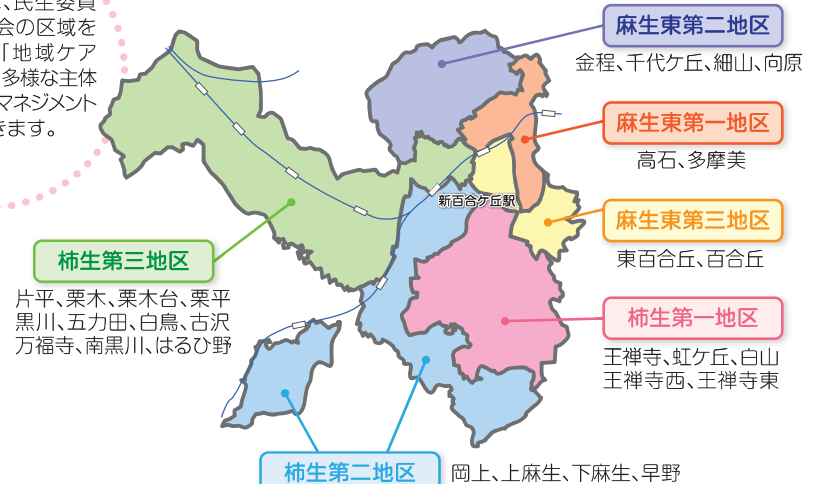 、民生委員
会の区域を
「地域ケア
多様な主体
マネジメント
きます。
麻生東第二地区
金程、千代ケ丘、細山、向原
麻生東第一地区
高石、多摩美
新百合ケ丘駅
麻生東第三地区
東百合丘、百合丘
柿生第三地区
片平、栗木、栗木台、栗平
黒川、五力田、白鳥、古沢
万福寺、南黒川、はるひ野
柿生第一地区
王禅寺、虹ケ丘、白山
王禅寺西、王禅寺東
柿生第二地区
岡上、上麻生、下麻生、早野